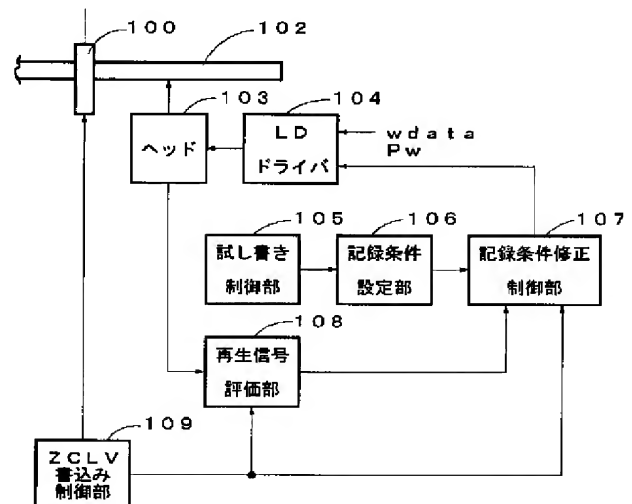 １００
１０２
１０３
１０４
ヘッド
ＬＤ
ドライバ
ｗｄａｔａ
Ｐｗ
１０５
１０６
１０７
試し書き
制御部
記録条件
設定部
記録条件修正
制御部
１０８
再生信号
評価部
１０９
ＺＣＬＶ
書込み
制御部